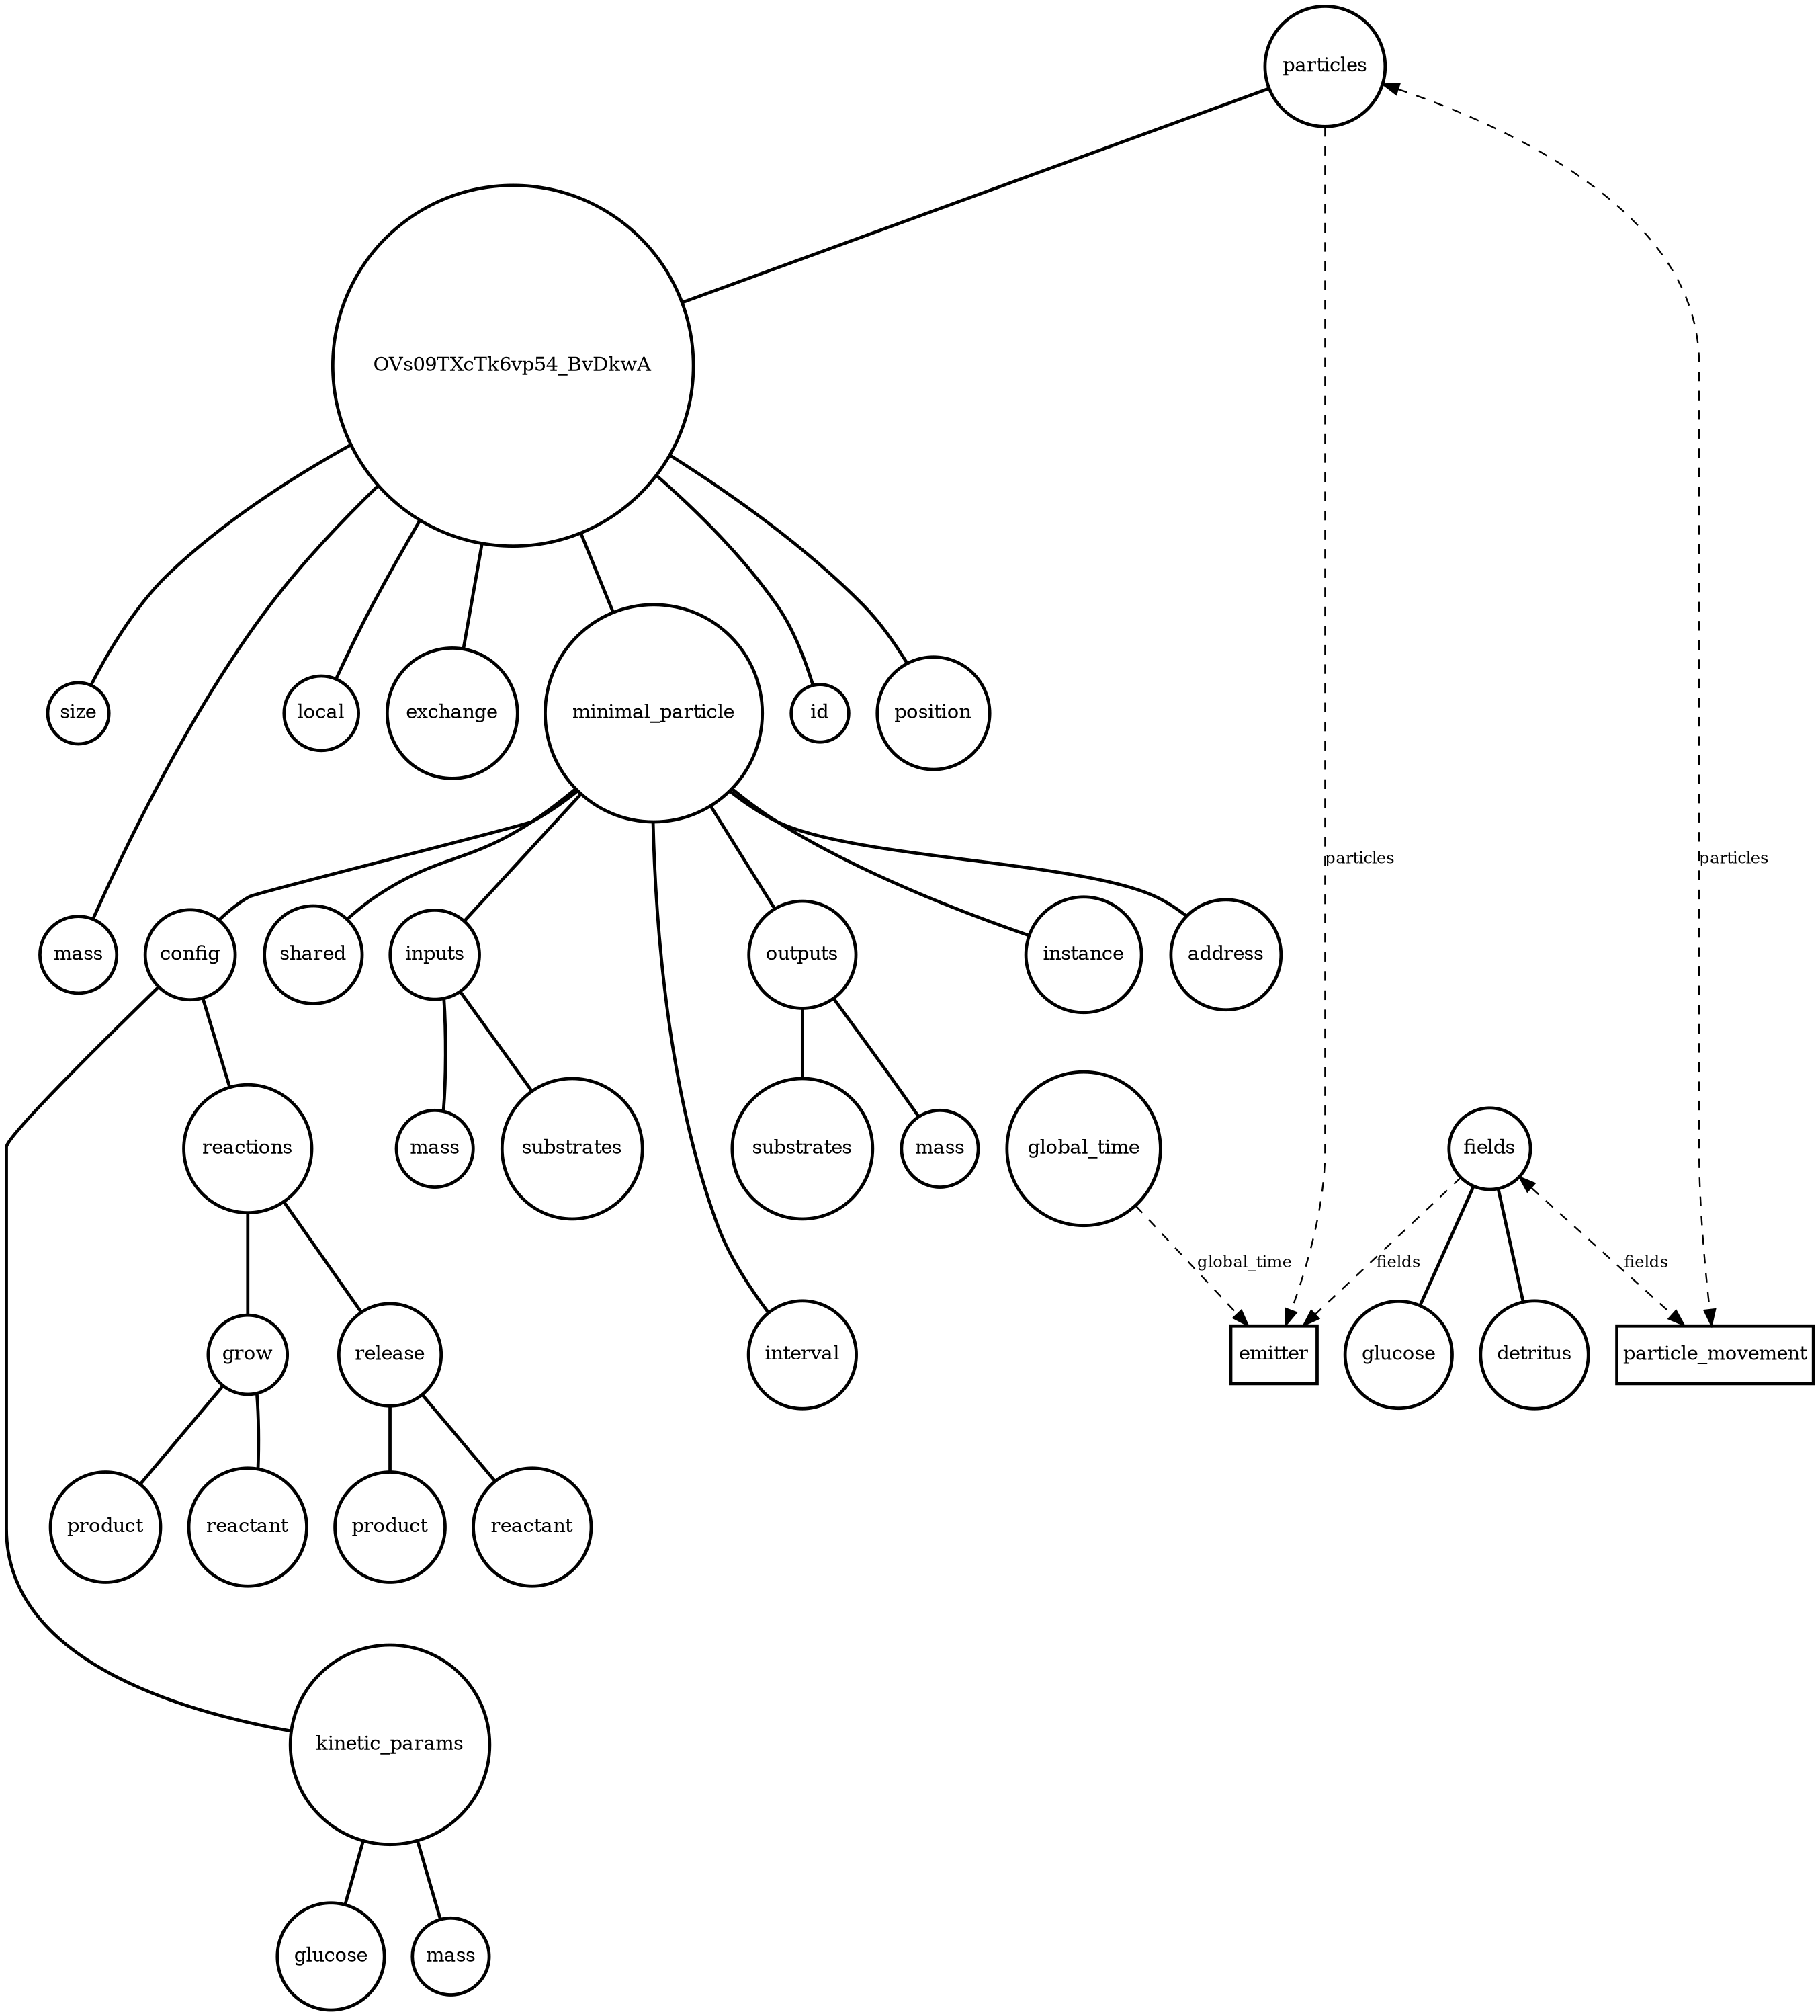 particles
OVs09TXcTk6vp54_BvDkwA
size
local
exchange
minimal_particle
id
position
particles
particles
mass
config
shared
inputs
outputs
instance
address
reactions
mass
substrates
substrates
mass
global_time
fields
global_time
fields
fields
grow
release
interval
emitter
glucose
detritus
particle_movement
product
reactant
product
reactant
kinetic_params
glucose
mass